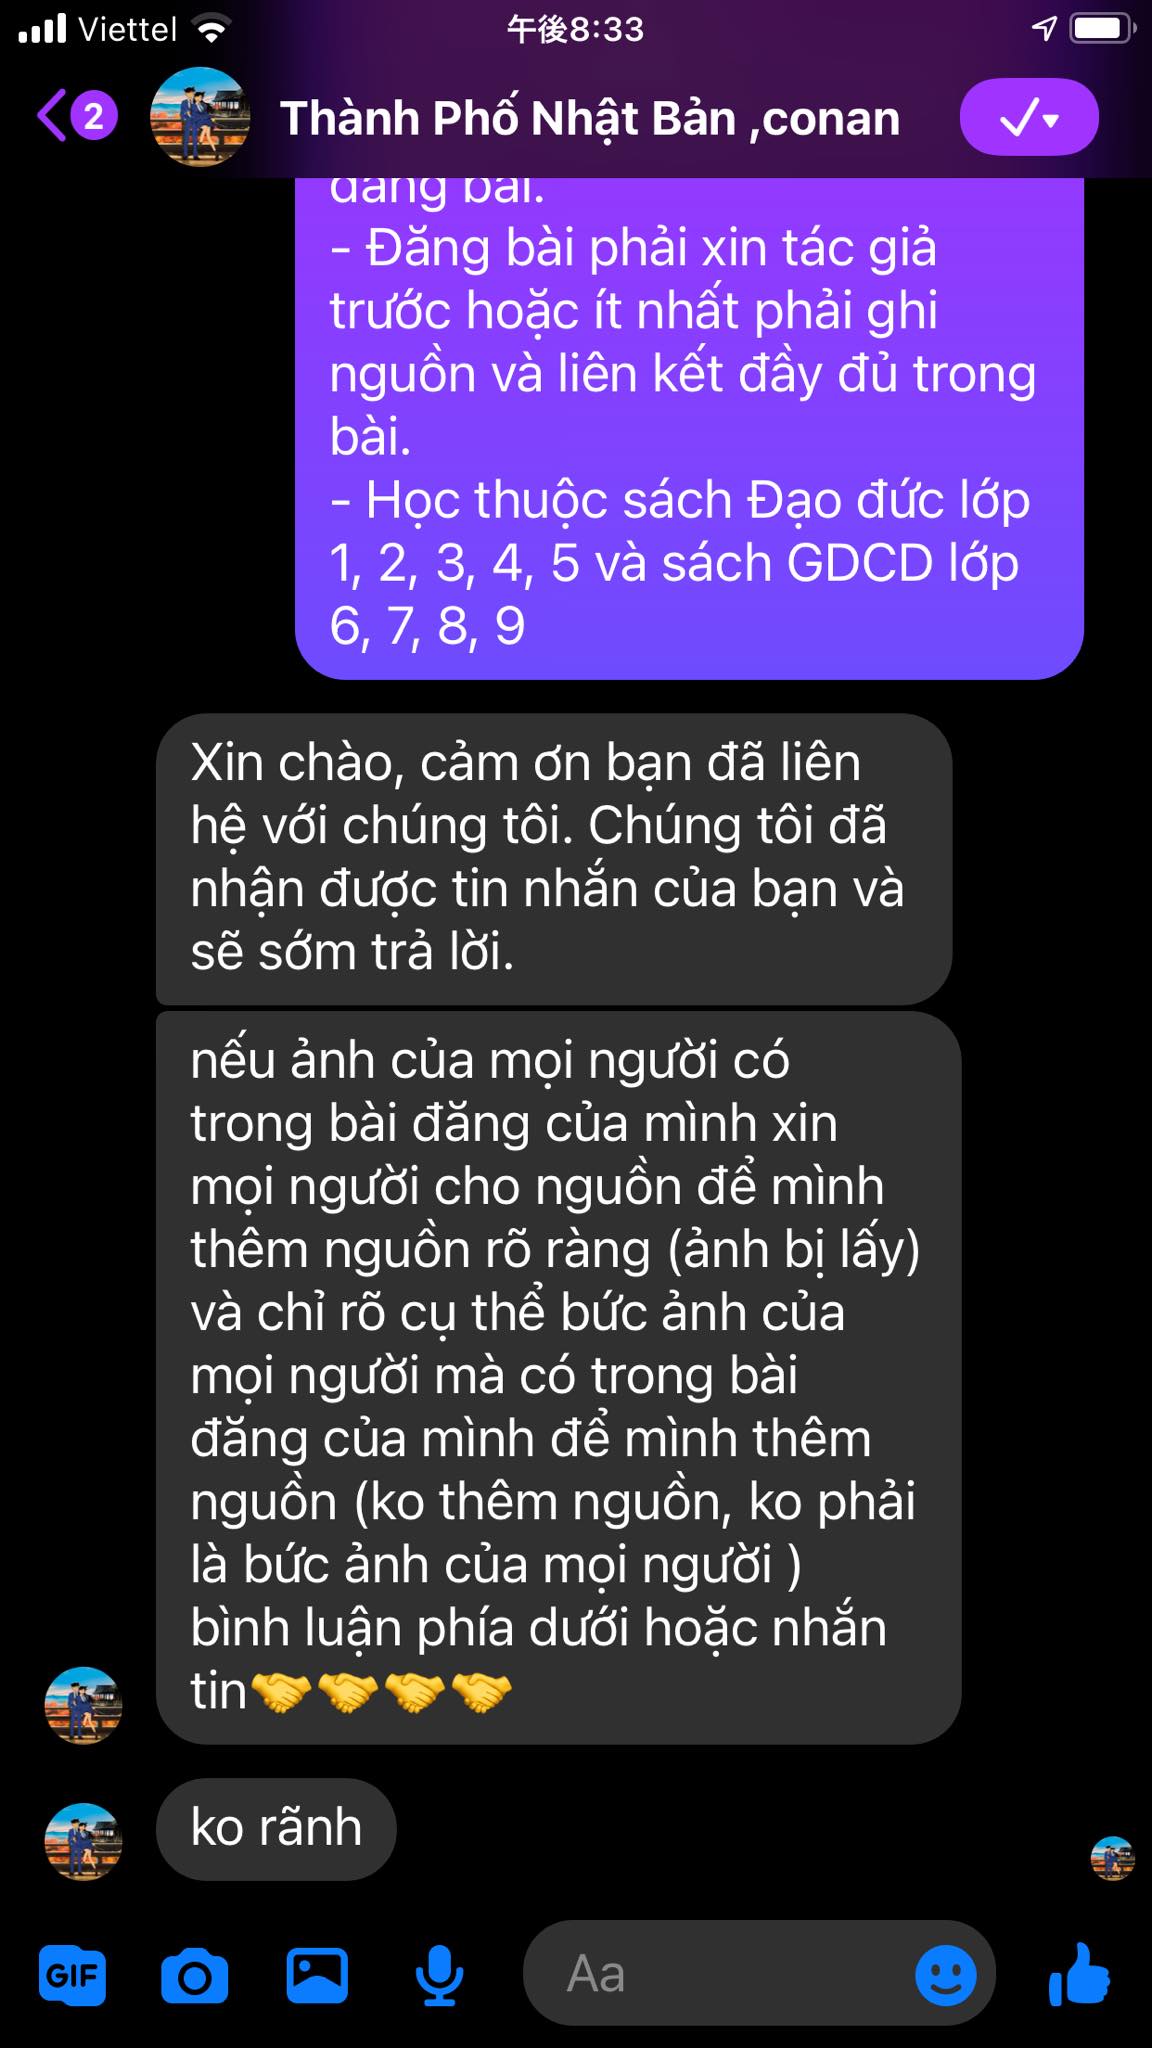 Viettel
午後8:33
2
Thành Phố Nhật Bản ,conan
đăng bài.
- Đăng bài phải xin tác giả
trước hoặc ít nhất phải ghi
nguồn và liên kết đầy đủ trong
bài.
- Học thuộc sách Đạo đức lớp
1, 2, 3, 4, 5 và sách GDCD lớp
6, 7, 8, 9
Xin chào, cảm ơn bạn đã liên
hệ với chúng tôi. Chúng tôi đã
nhận được tin nhắn của bạn và
sẽ sớm trả lời.
nếu ảnh của mọi người có
trong bài đăng của mình xin
mọi người cho nguồn để mình
thêm nguồn rõ ràng (ảnh bị lấy)
và chỉ rõ cụ thể bức ảnh của
mọi người mà có trong bài
đăng của mình để mình thêm
nguồn (ko thêm nguồn, ko phải
là bức ảnh của mọi người )
bình luận phía dưới hoặc nhắn
tin🤝🤝🤝🤝
ko rãnh
GIF
Aa